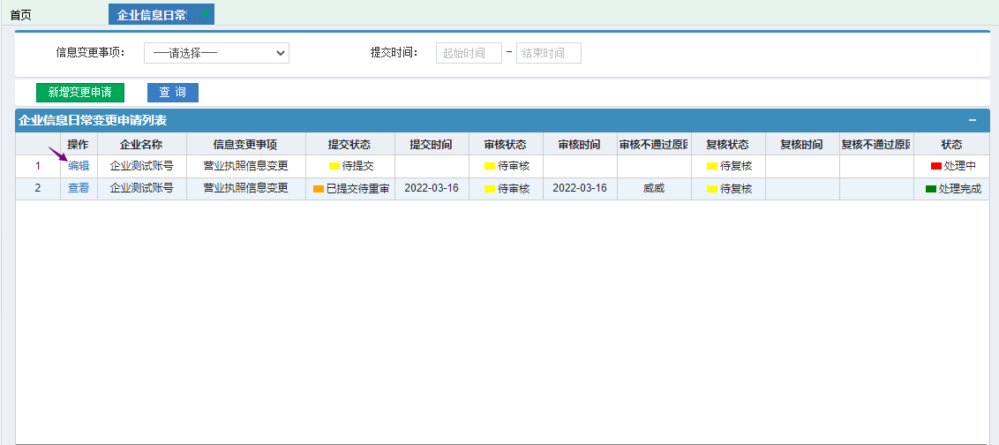 首页 企业信息日常
信息变更事项： ──请选择── 提交时间： 起始时间 - 结束时间
新增变更申请 查 询
企业信息日常变更申请列表
操作 企业名称 信息变更事项 提交状态 提交时间 审核状态 审核时间 审核不通过原因 复核状态 复核时间 复核不通过原因 状态
1 编辑 企业测试账号 营业执照信息变更 待提交 待审核 待复核 处理中
2 查看 企业测试账号 营业执照信息变更 已提交待重审 2022-03-16 待审核 2022-03-16 威威 待复核 处理完成